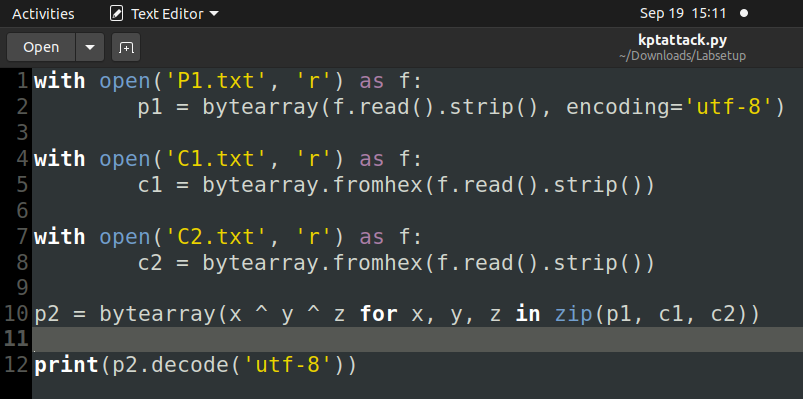 Activities Text Editor Sep 19 15:11
Open kptattack.py
~/Downloads/Labsetup
1 with open('P1.txt', 'r') as f:
2         p1 = bytearray(f.read().strip(), encoding='utf-8')
3
4 with open('C1.txt', 'r') as f:
5         c1 = bytearray.fromhex(f.read().strip())
6
7 with open('C2.txt', 'r') as f:
8         c2 = bytearray.fromhex(f.read().strip())
9
10 p2 = bytearray(x ^ y ^ z for x, y, z in zip(p1, c1, c2))
11
12 print(p2.decode('utf-8'))